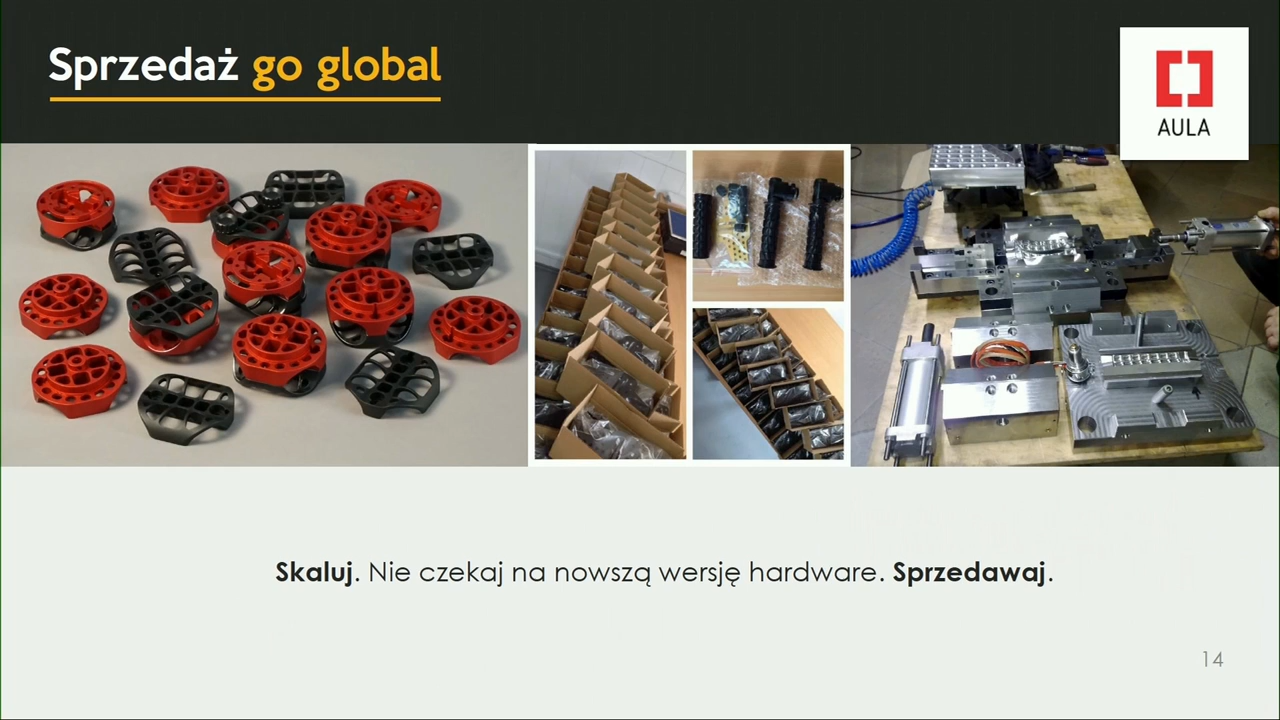 Sprzedaż go global
AULA
Skaluj. Nie czekaj na nowszą wersję hardware. Sprzedawaj.
14